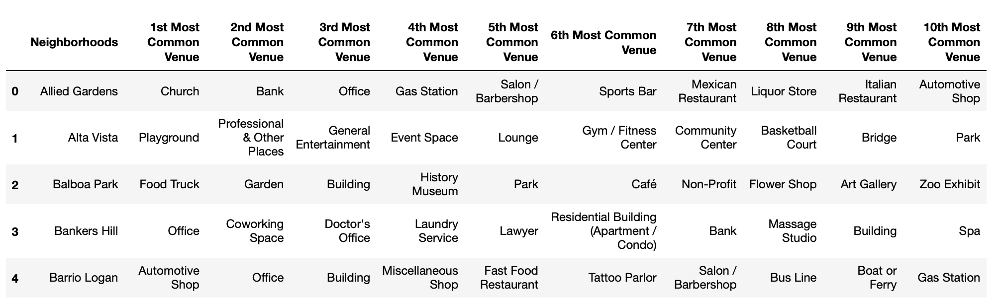 Neighborhoods 1st Most Common Venue 2nd Most Common Venue 3rd Most Common Venue 4th Most Common Venue 5th Most Common Venue 6th Most Common Venue 7th Most Common Venue 8th Most Common Venue 9th Most Common Venue 10th Most Common Venue
0 Allied Gardens Church Bank Office Gas Station Salon / Barbershop Sports Bar Mexican Restaurant Liquor Store Italian Restaurant Automotive Shop
1 Alta Vista Playground Professional & Other Places General Entertainment Event Space Lounge Gym / Fitness Center Community Center Basketball Court Bridge Park
2 Balboa Park Food Truck Garden Building History Museum Park Café Non-Profit Flower Shop Art Gallery Zoo Exhibit
3 Bankers Hill Office Coworking Space Doctor's Office Laundry Service Lawyer Residential Building (Apartment / Condo) Bank Massage Studio Building Spa
4 Barrio Logan Automotive Shop Office Building Miscellaneous Shop Fast Food Restaurant Tattoo Parlor Salon / Barbershop Bus Line Boat or Ferry Gas Station